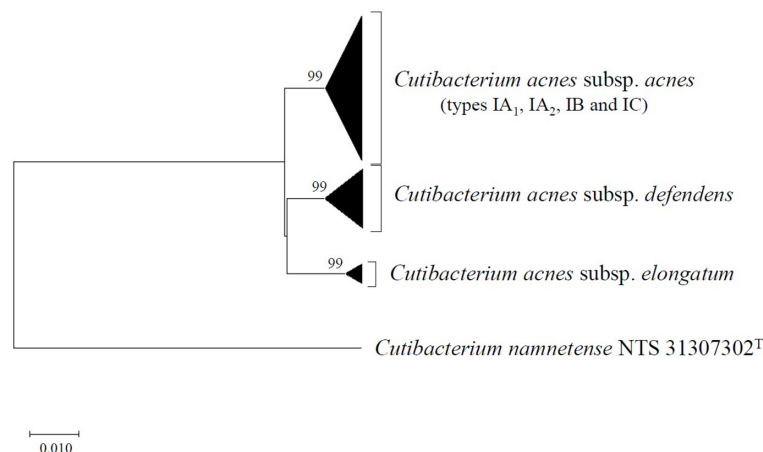 99
Cutibacterium acnes subsp. acnes
(types IA₁, IA₂, IB and IC)
99
Cutibacterium acnes subsp. defendens
99
Cutibacterium acnes subsp. elongatum
Cutibacterium namnetense NTS 31307302ᵀ
0.010